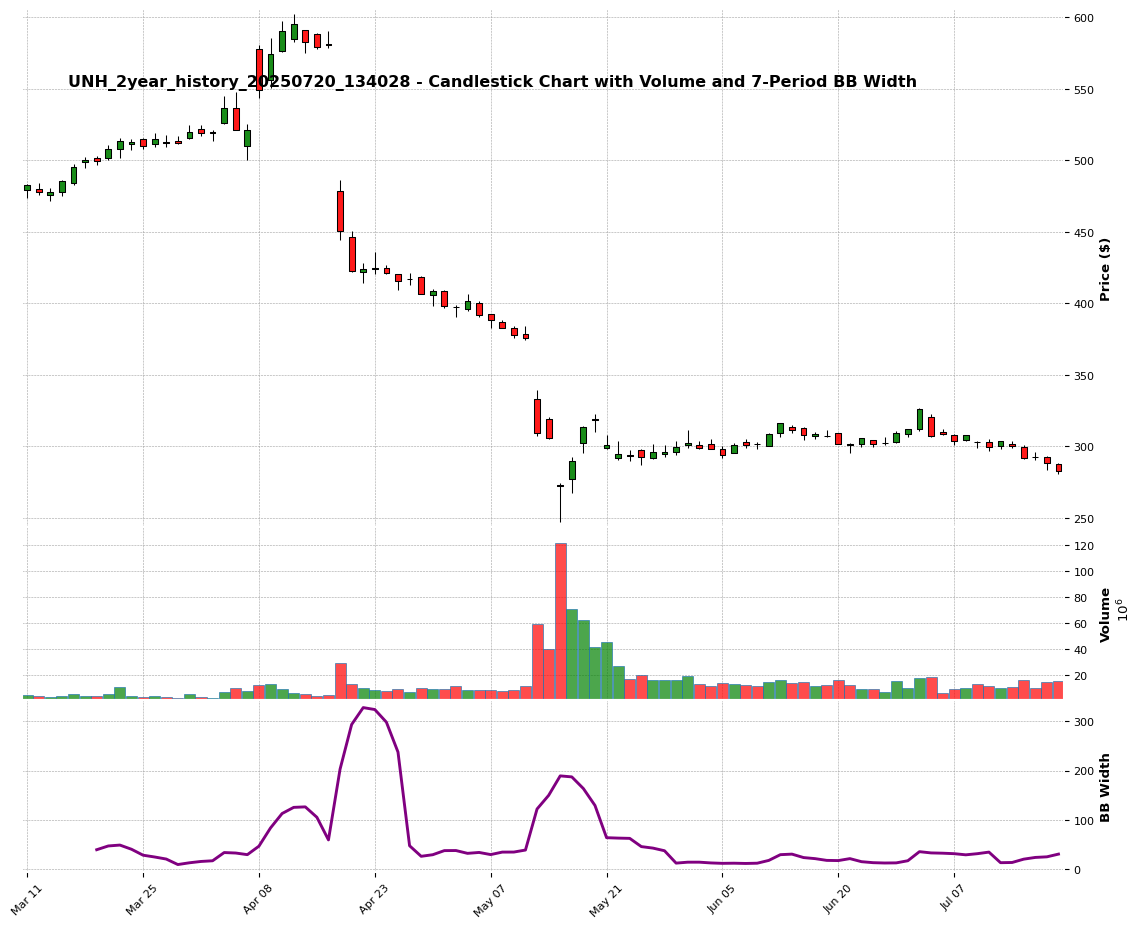 600
UNH_2year_history_20250720_134028 - Candlestick Chart with Volume and 7-Period BB Width
550
500
450
400
350
300
250
Price ($)
120
100
80
60
40
20
Volume
10^6
300
200
100
0
BB Width
Mar 11
Mar 25
Apr 08
Apr 23
May 07
May 21
Jun 05
Jun 20
Jul 07